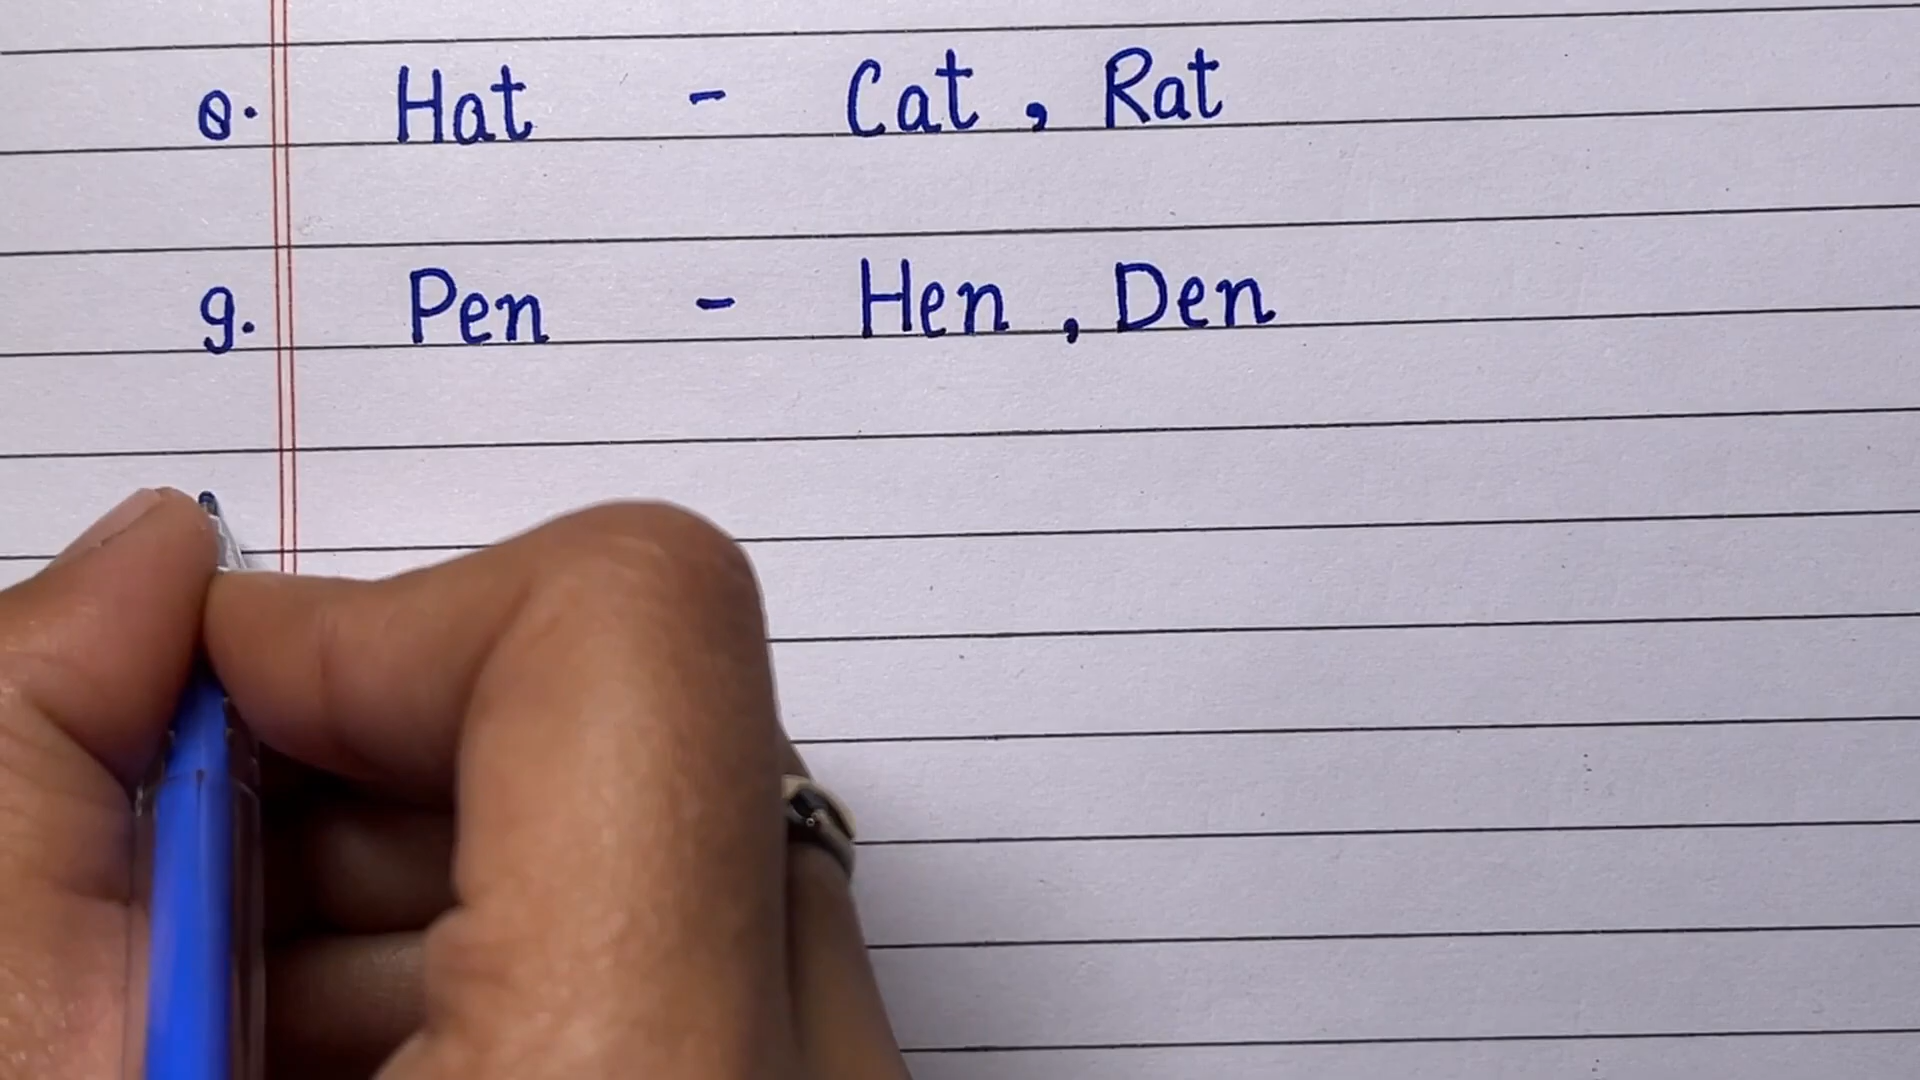 8. Hat - Cat, Rat
9. Pen - Hen, Den